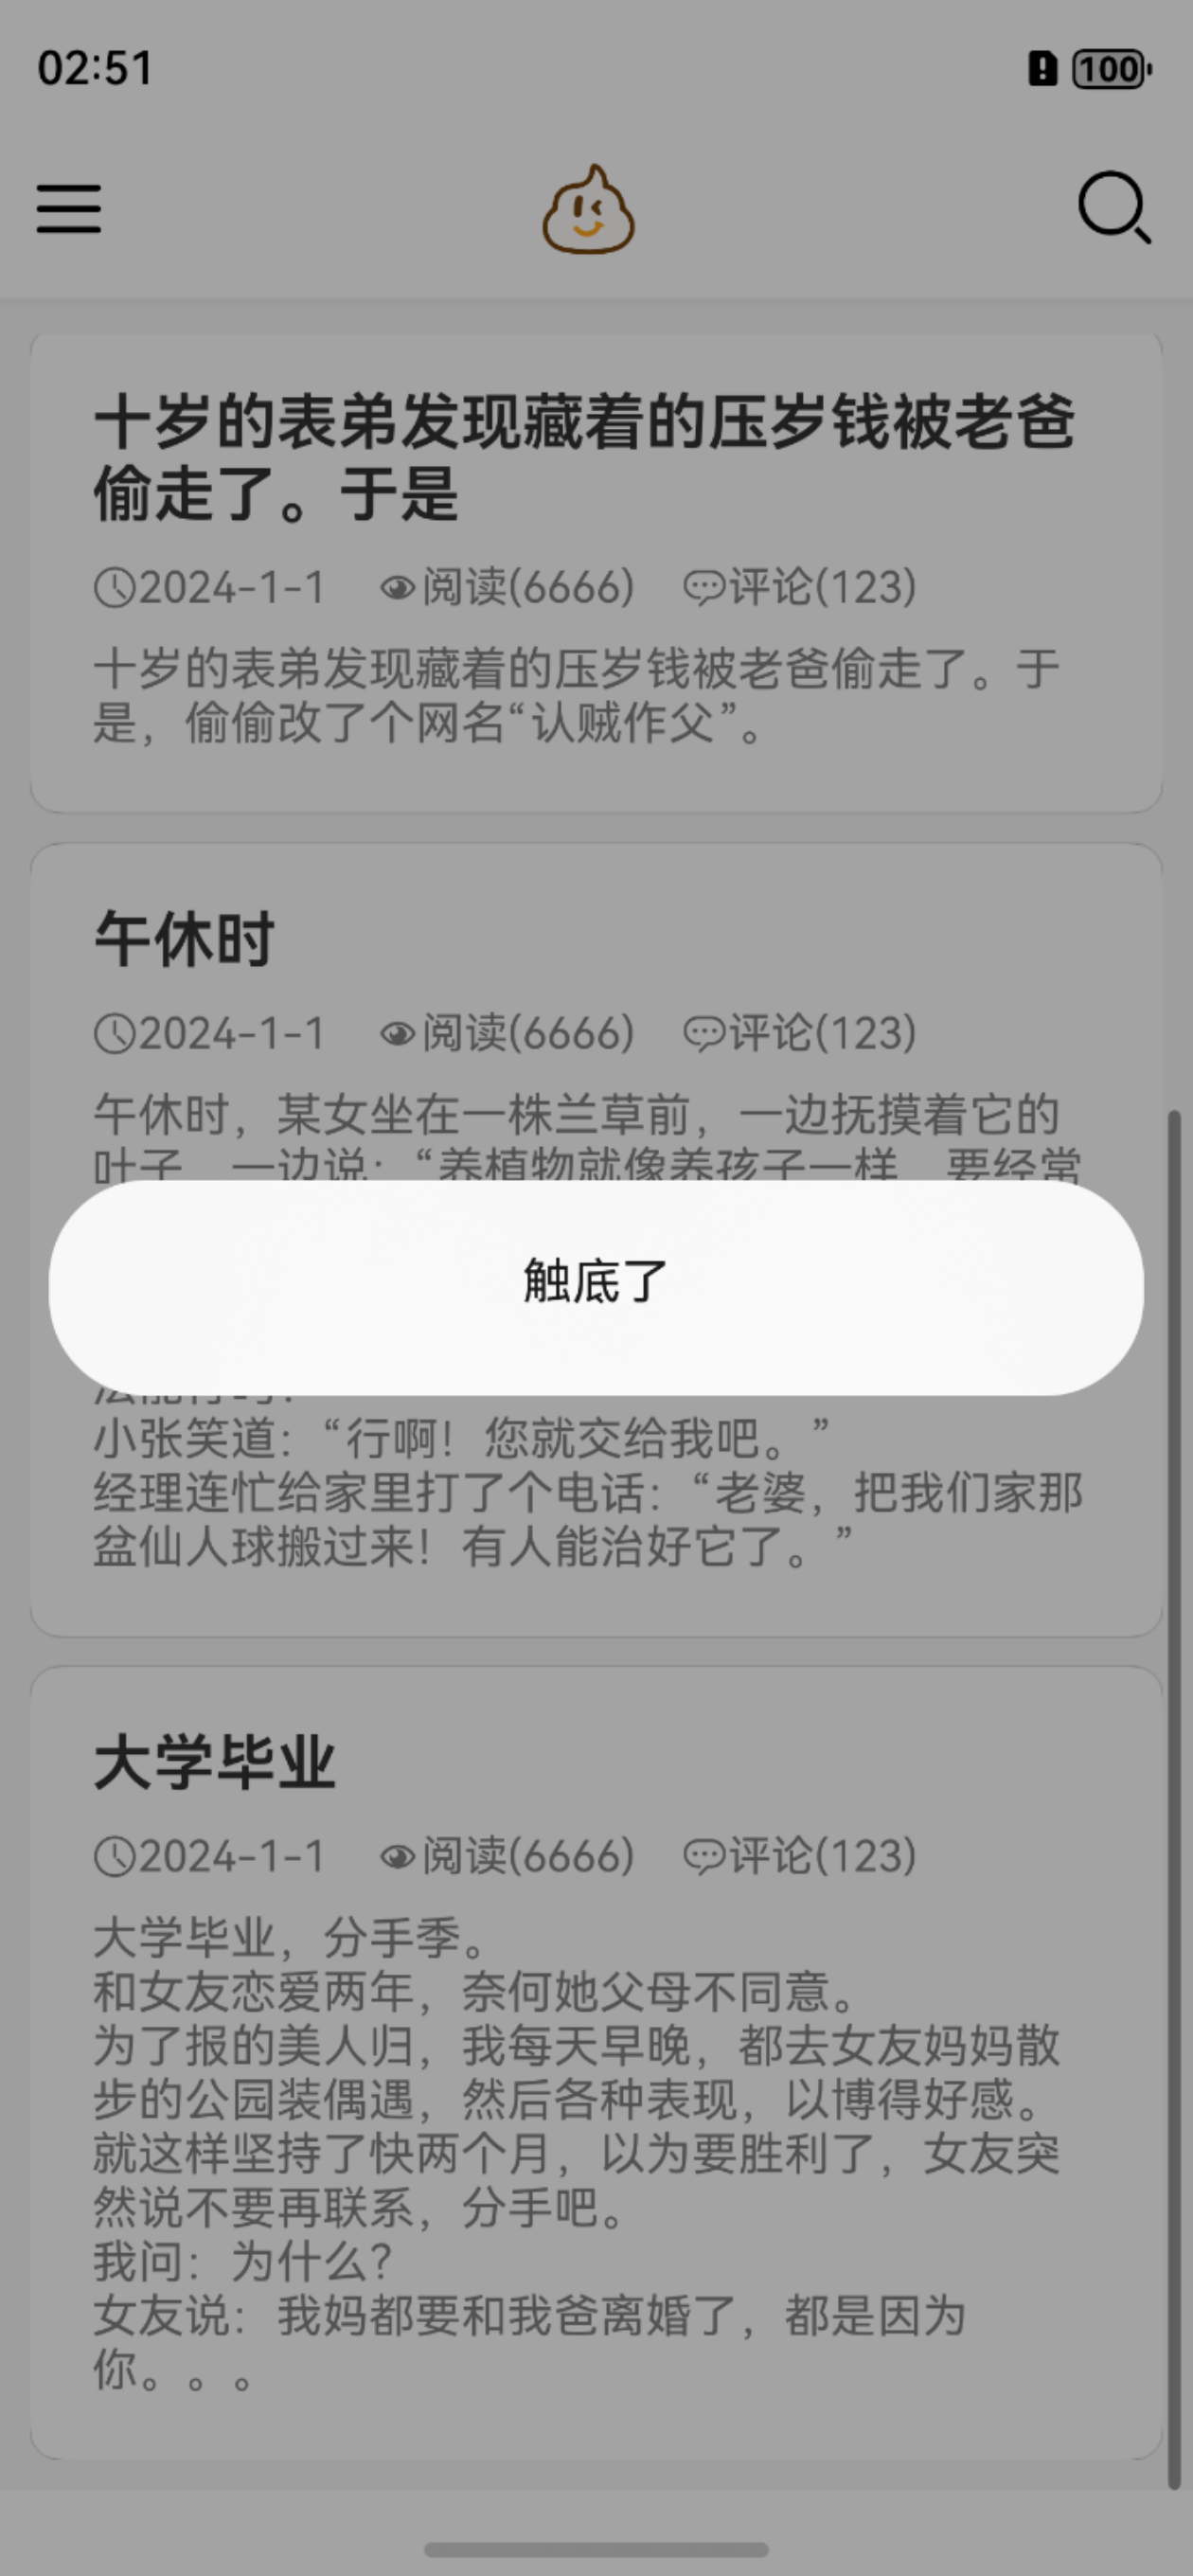 02:51
100
十岁的表弟发现藏着的压岁钱被老爸
偷走了。于是
2024-1-1 阅读(6666) 评论(123)
十岁的表弟发现藏着的压岁钱被老爸偷走了。于
是，偷偷改了个网名“认贼作父”。
午休时
2024-1-1 阅读(6666) 评论(123)
午休时，某女坐在一株兰草前，一边抚摸着它的
叶子，一边说：“养植物就像养孩子一样，要经常
触底了
小张笑道：“行啊！您就交给我吧。”
经理连忙给家里打了个电话：“老婆，把我们家那
盆仙人球搬过来！有人能治好它了。”
大学毕业
2024-1-1 阅读(6666) 评论(123)
大学毕业，分手季。
和女友恋爱两年，奈何她父母不同意。
为了报的美人归，我每天早晚，都去女友妈妈散
步的公园装偶遇，然后各种表现，以博得好感。
就这样坚持了快两个月，以为要胜利了，女友突
然说不要再联系，分手吧。
我问：为什么？
女友说：我妈都要和我爸离婚了，都是因为
你。。。